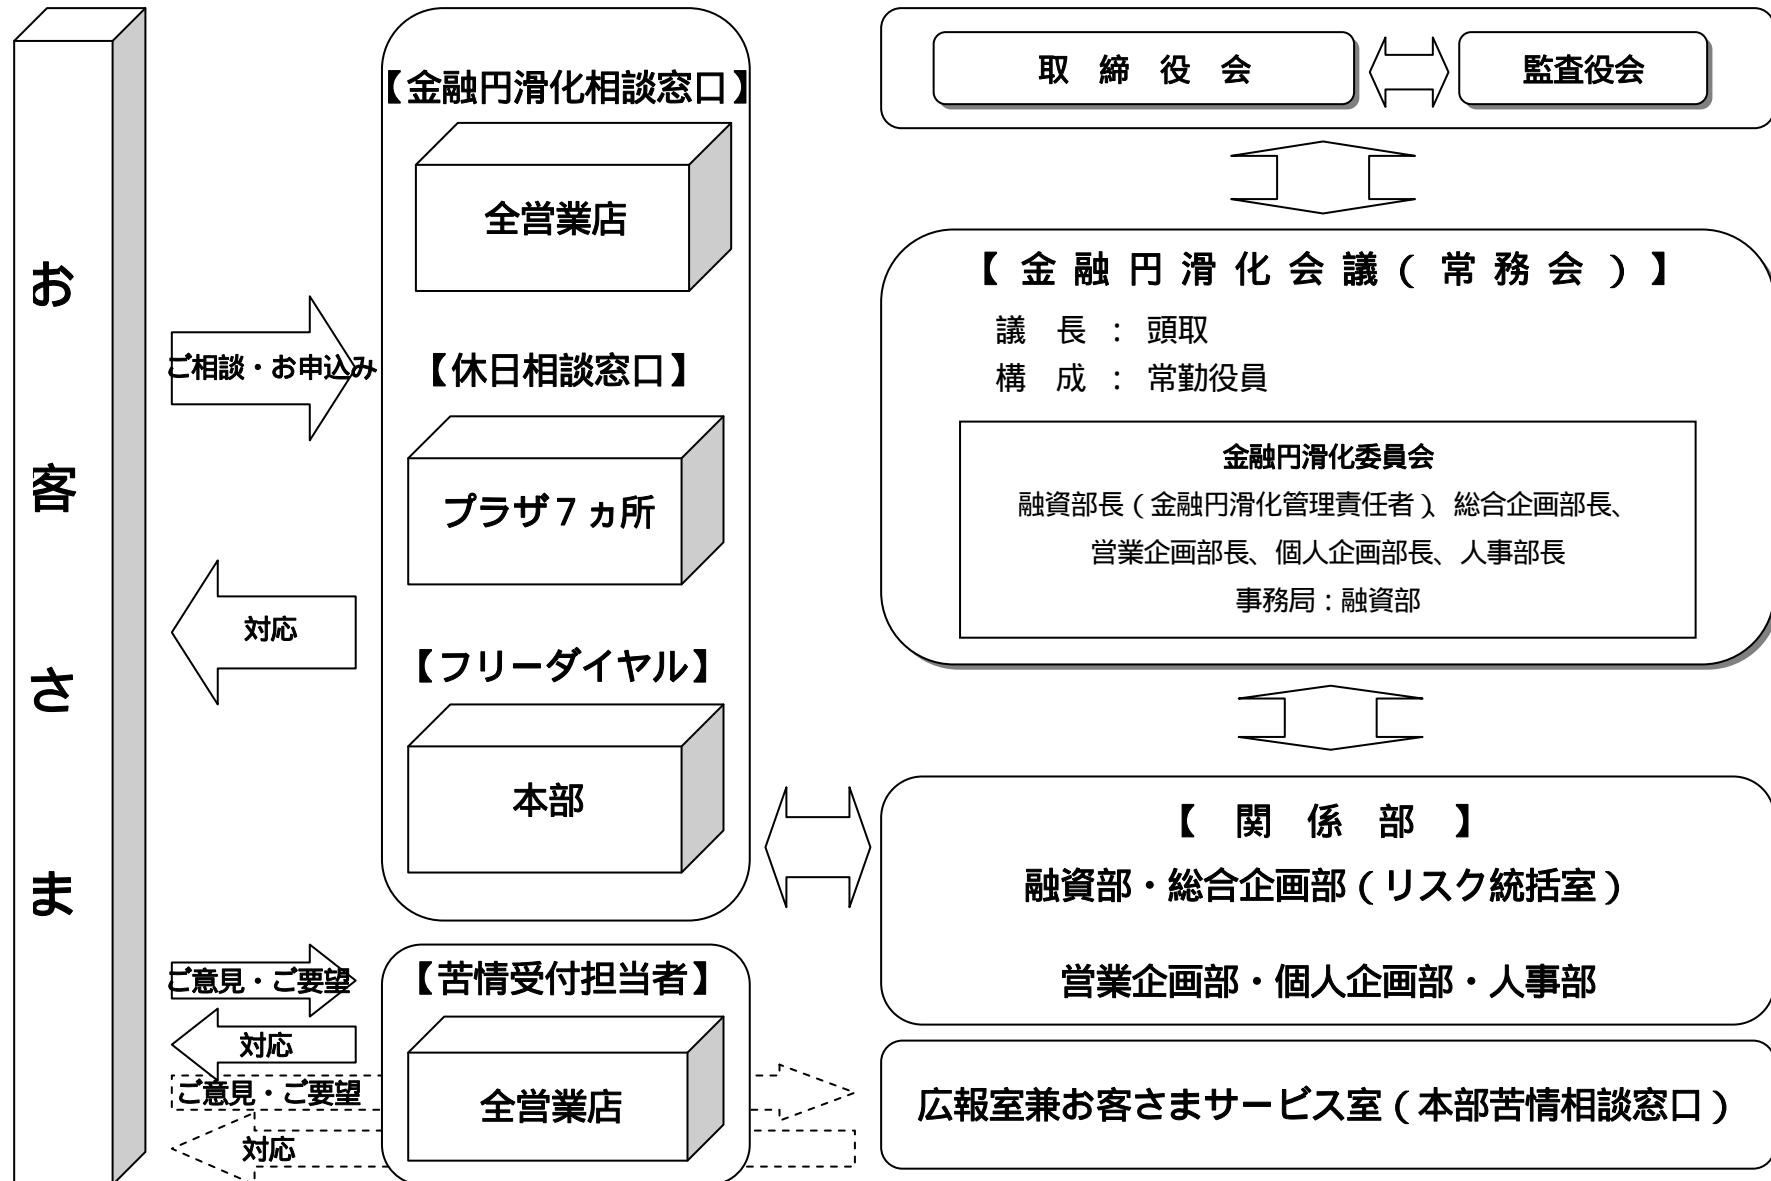 お客さま
ご相談・お申込み
対応
ご意見・ご要望
対応
ご意見・ご要望
対応
【金融円滑化相談窓口】
全営業店
【休日相談窓口】
プラザ7ヵ所
【フリーダイヤル】
本部
【苦情受付担当者】
全営業店
取締役会
監査役会
【金融円滑化会議(常務会)】
議長:頭取
構成:常勤役員
金融円滑化委員会
融資部長(金融円滑化管理責任者)、総合企画部長、
営業企画部長、個人企画部長、人事部長
事務局:融資部
【関係部】
融資部・総合企画部(リスク統括室)
営業企画部・個人企画部・人事部
広報室兼お客さまサービス室(本部苦情相談窓口)